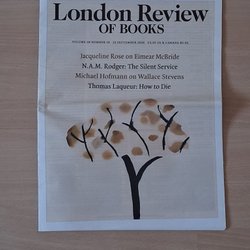 London Review
OF BOOKS
Jacqueline Rose on Eimear McBride
N.A.M. Rodger: The Silent Service
Michael Hofmann on Wallace Stevens
Thomas Laqueur: How to Die